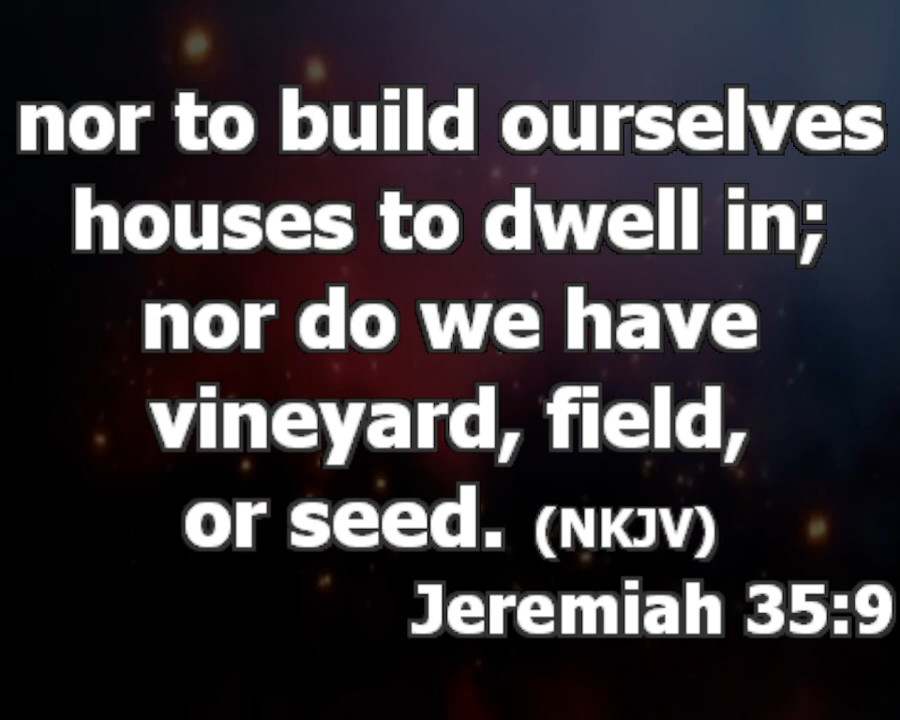 nor to build ourselves
houses to dwell in;
nor do we have
vineyard, field,
or seed. (NKJV)
Jeremiah 35:9